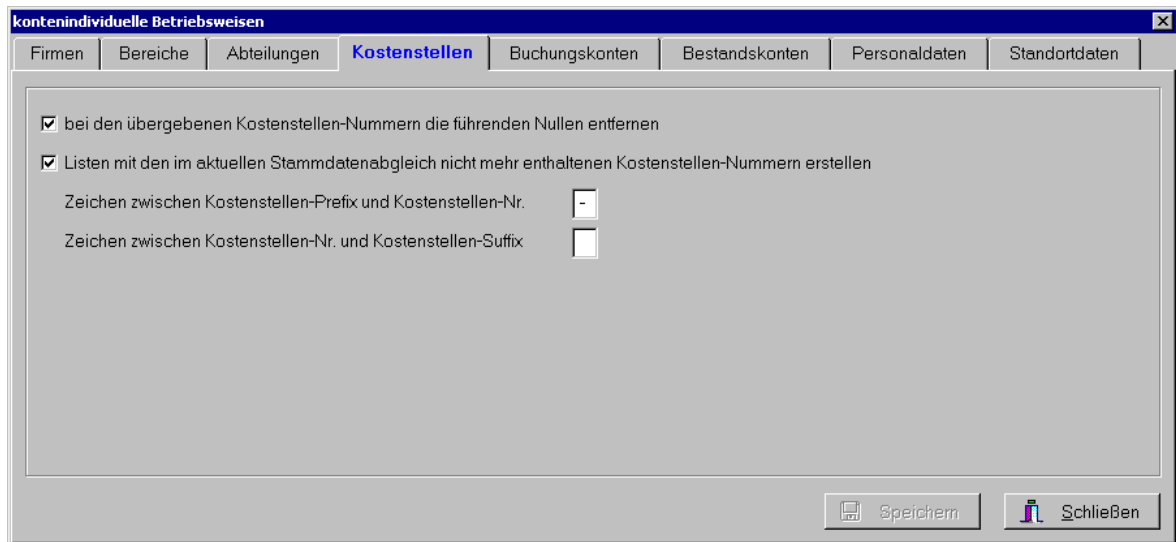 kontenindividuelle Betriebsweisen
Firmen Bereiche Abteilungen Kostenstellen Buchungskonten Bestandskonten Personaldaten Standortdaten
bei den übergebenen Kostenstellen-Nummern die führenden Nullen entfernen
Listen mit den im aktuellen Stammdatenabgleich nicht mehr enthaltenen Kostenstellen-Nummern erstellen
Zeichen zwischen Kostenstellen-Prefix und Kostenstellen-Nr. -
Zeichen zwischen Kostenstellen-Nr. und Kostenstellen-Suffix
Speichern Schließen